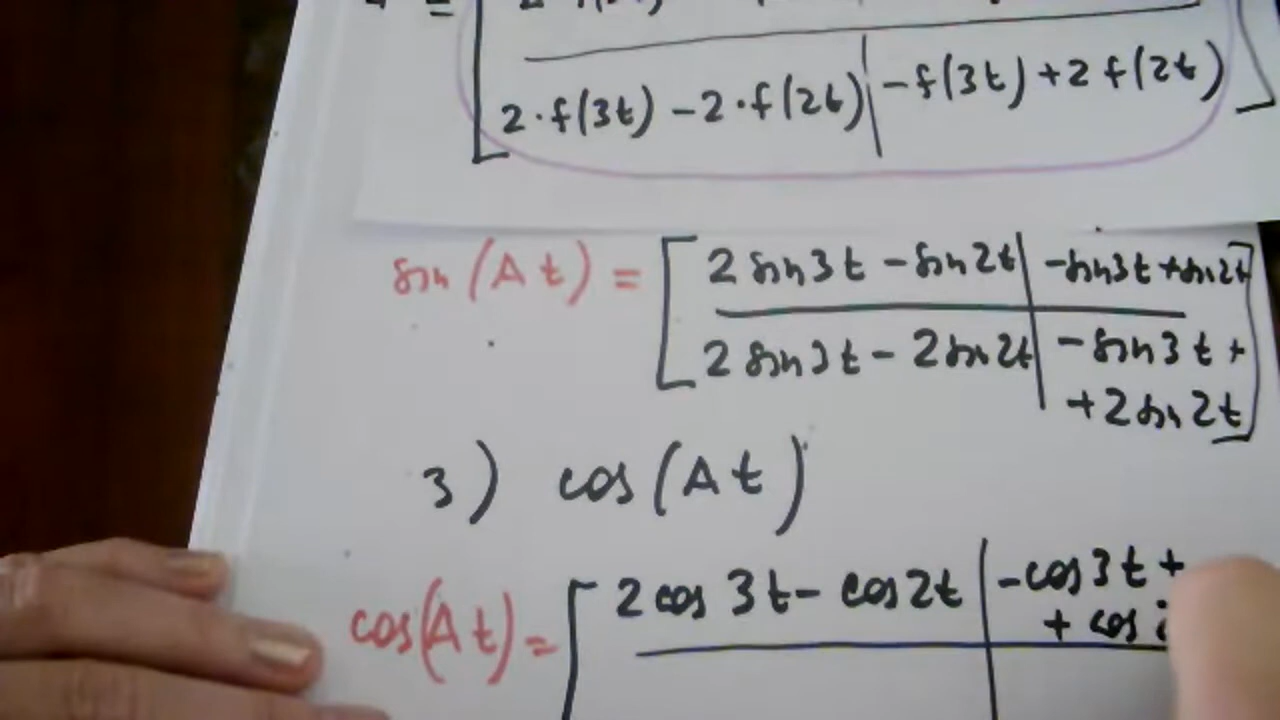 =
2·f(3t) - 2·f(2t) | -f(3t) + 2 f(2t)
sin (At) = [ 2 sin 3t - sin 2t | -sin 3t + sin 2t ]
2 sin 3t - 2 sin 2t | - sin 3t +
+ 2 sin 2t
3) cos (At)
cos(At) = [ 2 cos 3t - cos 2t | - cos 3t +
+ cos